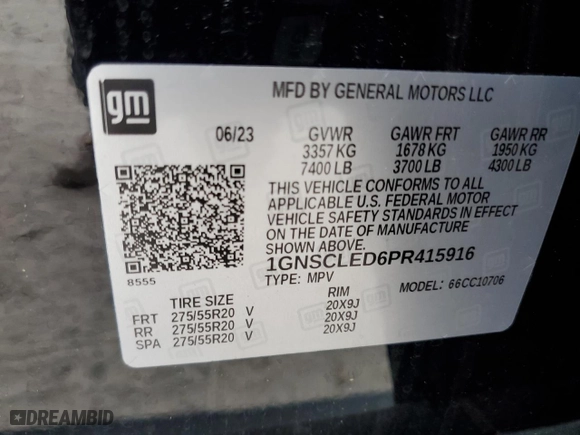 gm
MFD BY GENERAL MOTORS LLC
06/23 GVWR GAWR FRT GAWR RR
3357 KG 1678 KG 1950 KG
7400 LB 3700 LB 4300 LB
THIS VEHICLE CONFORMS TO ALL
APPLICABLE U.S. FEDERAL MOTOR
VEHICLE SAFETY STANDARDS IN EFFECT
ON THE DATE OF MANUFACTURE
SHOWN ABOVE.
1GNSCLED6PR415916
8555 TYPE: MPV MODEL: 66CC10706
TIRE SIZE RIM
FRT 275/55R20 V 20X9J
RR 275/55R20 V 20X9J
SPA 275/55R20 V 20X9J
DREAMBID